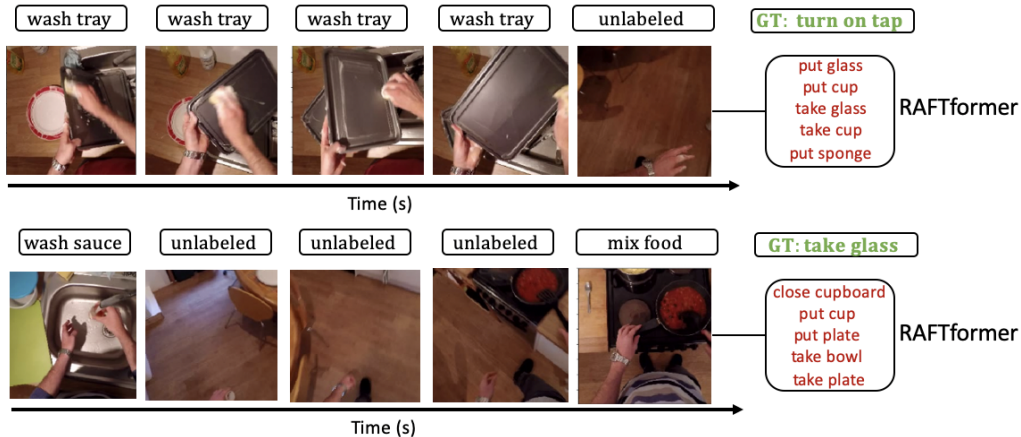 wash tray
wash tray
wash tray
wash tray
unlabeled
GT: turn on tap
put glass
put cup
take glass
take cup
put sponge
RAFTformer
Time (s)
wash sauce
unlabeled
unlabeled
unlabeled
mix food
GT: take glass
close cupboard
put cup
put plate
take bowl
take plate
RAFTformer
Time (s)